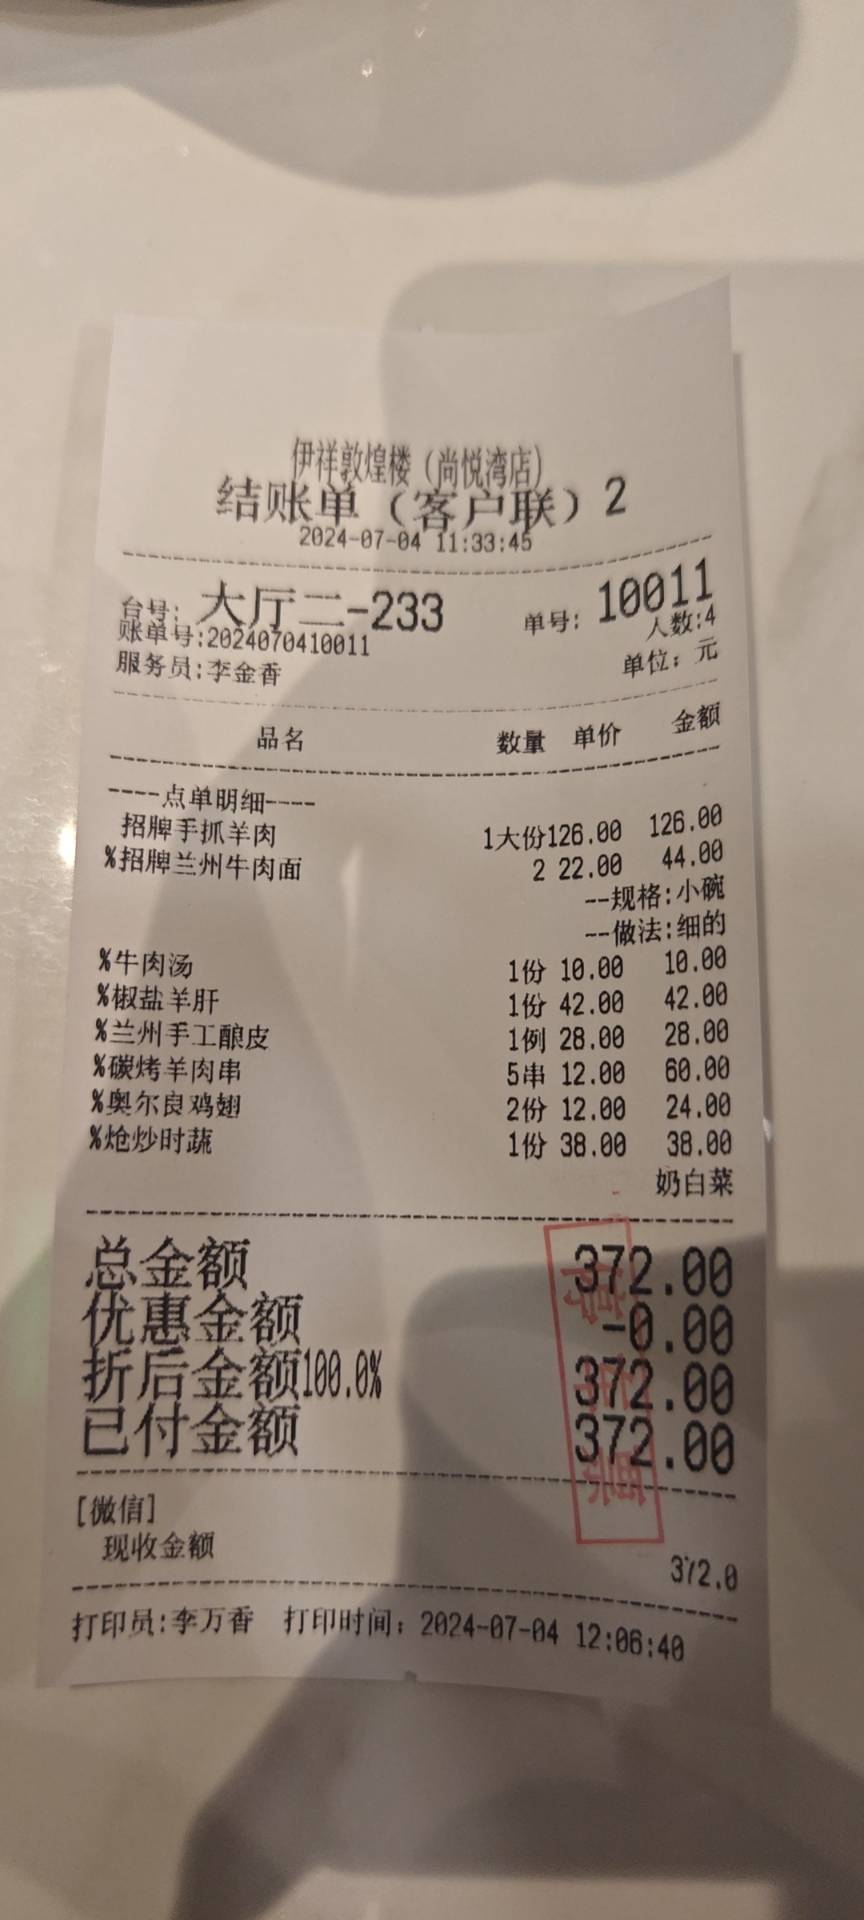 伊祥敦煌楼（尚悦湾店）
结账单（客户联）2
2024-07-04 11:33:45
台号: 大厅二-233 单号: 10011
账单号:2024070410011 人数:4
服务员:李金香 单位: 元
品名 数量 单价 金额
----点单明细----
招牌手抓羊肉 1大份126.00 126.00
%招牌兰州牛肉面 2 22.00 44.00
--规格:小碗
--做法:细的
%牛肉汤 1份 10.00 10.00
%椒盐羊肝 1份 42.00 42.00
%兰州手工酿皮 1例 28.00 28.00
%碳烤羊肉串 5串 12.00 60.00
%奥尔良鸡翅 2份 12.00 24.00
%炝炒时蔬 1份 38.00 38.00
奶白菜
总金额 372.00
优惠金额 -0.00
折后金额100.0% 372.00
已付金额 372.00
[微信]
现收金额 372.0
打印员:李万香 打印时间: 2024-07-04 12:06:40